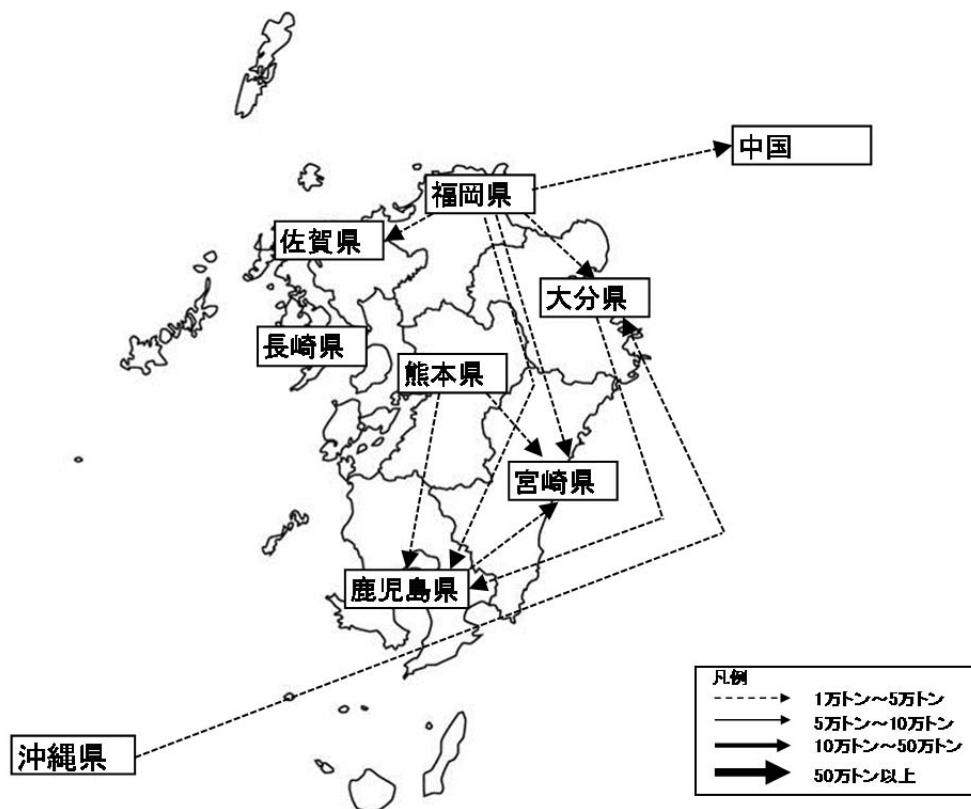 中国
福岡県
佐賀県
大分県
長崎県
熊本県
宮崎県
鹿児島県
沖縄県
凡例
1万トン～5万トン
5万トン～10万トン
10万トン～50万トン
50万トン以上